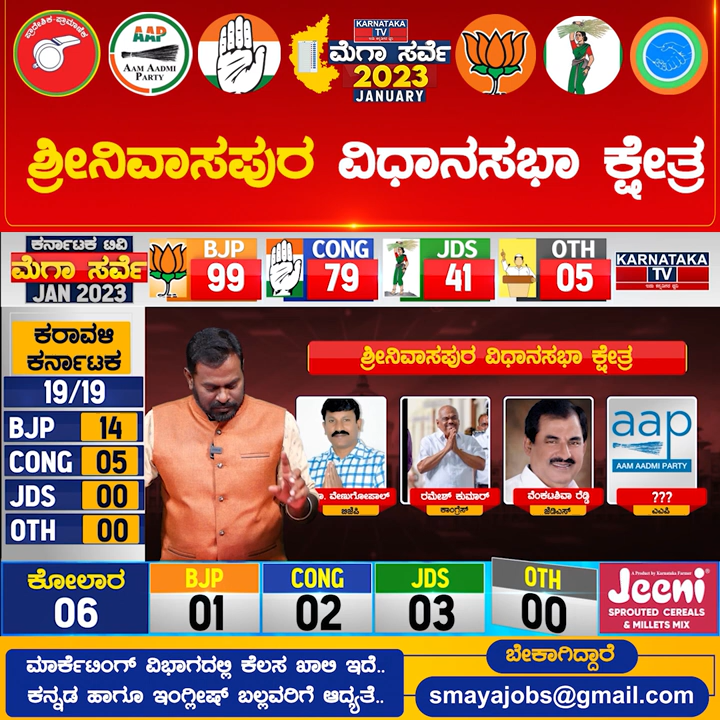 ಪ್ರಾದೇಶಿಕ-ಪ್ರಾಮಾಣಿಕ
AAP
AAM AADMI
PARTY
KARNATAKA
TV
ಮೆಗಾ ಸರ್ವೆ
2023
JANUARY
ಶ್ರೀನಿವಾಸಪುರ ವಿಧಾನಸಭಾ ಕ್ಷೇತ್ರ
ಕರ್ನಾಟಕ ಟಿವಿ
ಮೆಗಾ ಸರ್ವೆ
JAN 2023
BJP
99
CONG
79
JDS
41
OTH
05
KARNATAKA
TV
ಕರಾವಳಿ
ಕರ್ನಾಟಕ
19/19
BJP 14
CONG 05
JDS 00
OTH 00
ಶ್ರೀನಿವಾಸಪುರ ವಿಧಾನಸಭಾ ಕ್ಷೇತ್ರ
ವೇಣುಗೋಪಾಲ್
ಬಿಜೆಪಿ
ರಮೇಶ್ ಕುಮಾರ್
ಕಾಂಗ್ರೆಸ್
ವೆಂಕಟಶಿವಾ ರೆಡ್ಡಿ
ಜೆಡಿಎಸ್
aap
AAM AADMI PARTY
???
ಎಎಪಿ
ಕೋಲಾರ
06
BJP
01
CONG
02
JDS
03
OTH
00
A Product by Karnataka Farmer
Jeeni
SPROUTED CEREALS
& MILLETS MIX
ಮಾರ್ಕೆಟಿಂಗ್ ವಿಭಾಗದಲ್ಲಿ ಕೆಲಸ ಖಾಲಿ ಇದೆ..
ಕನ್ನಡ ಹಾಗೂ ಇಂಗ್ಲೀಷ್ ಬಲ್ಲವರಿಗೆ ಆದ್ಯತೆ..
ಬೇಕಾಗಿದ್ದಾರೆ
smayajobs@gmail.com